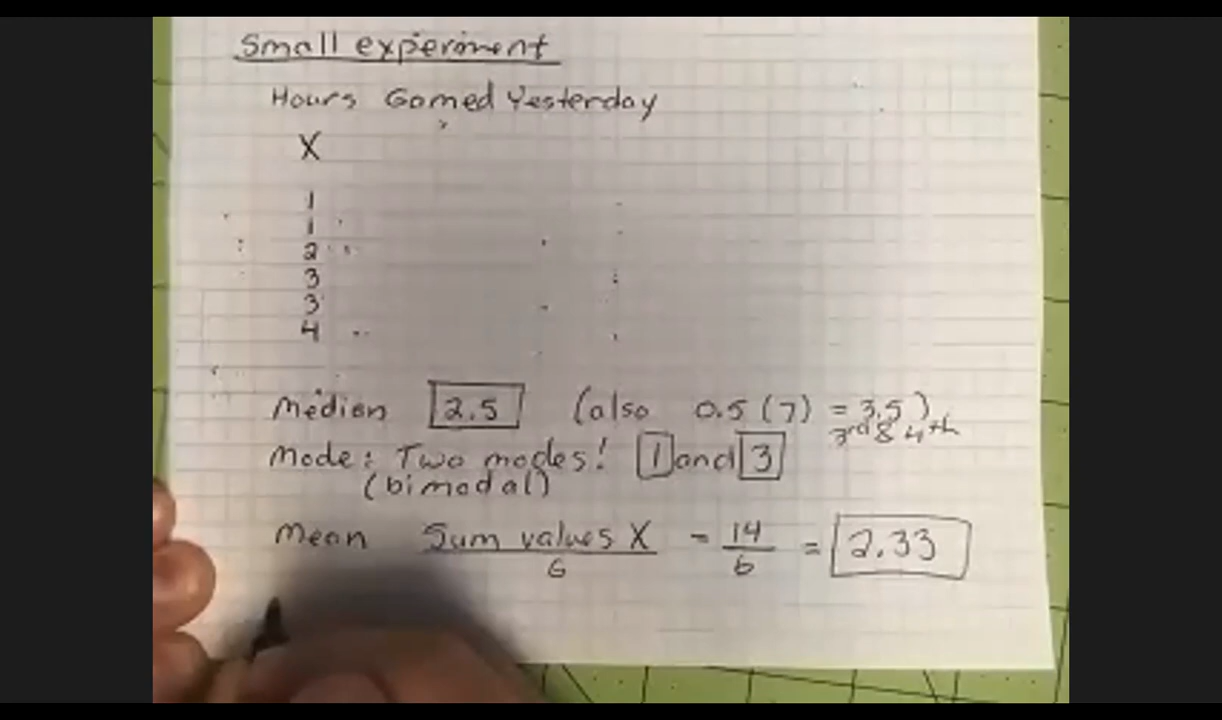 Small experiment
Hours Gamed Yesterday
X
1
1
2
3
3
4
Median 2.5 (also 0.5 (7) = 3.5)
3rd & 4th
Mode: Two modes! 1 and 3
(bimodal)
Mean Sum values X / 6 = 14 / 6 = 2.33